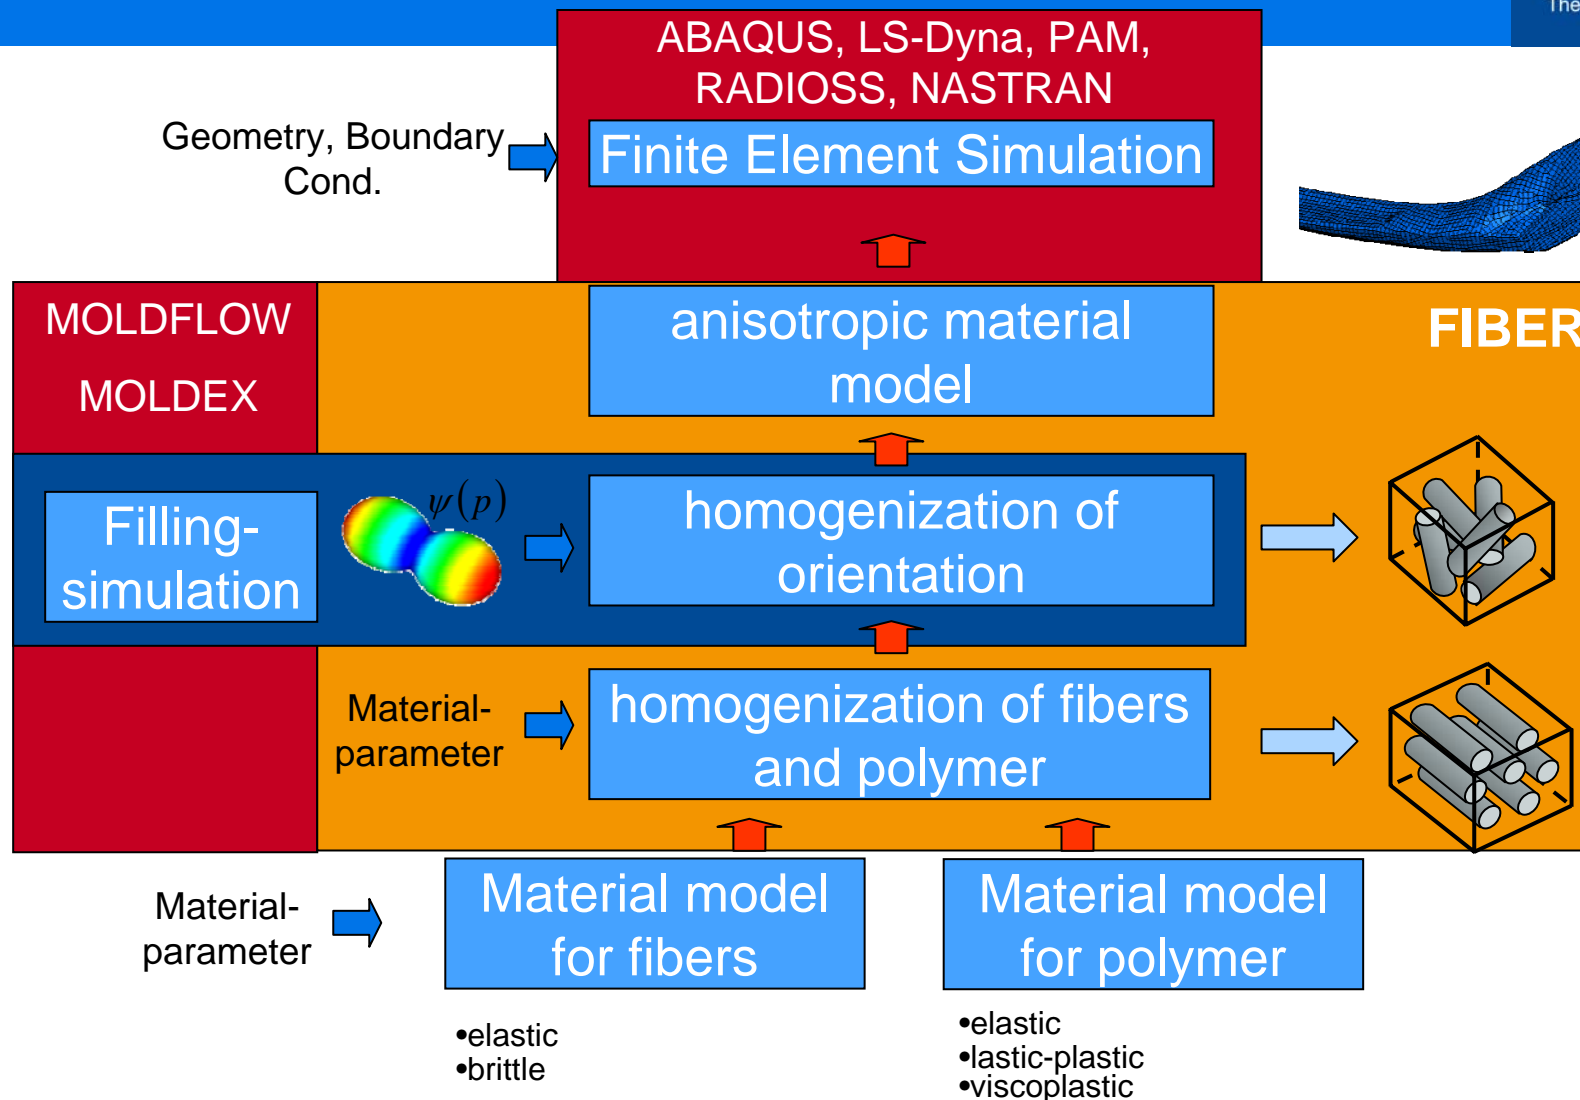 The
ABAQUS, LS-Dyna, PAM,
RADIOSS, NASTRAN
Geometry, Boundary
Cond.
Finite Element Simulation
MOLDFLOW
MOLDEX
anisotropic material
model
FIBER
Filling-
simulation
ψ(p)
homogenization of
orientation
Material-
parameter
homogenization of fibers
and polymer
Material-
parameter
Material model
for fibers
Material model
for polymer
•elastic
•brittle
•elastic
•lastic-plastic
•viscoplastic